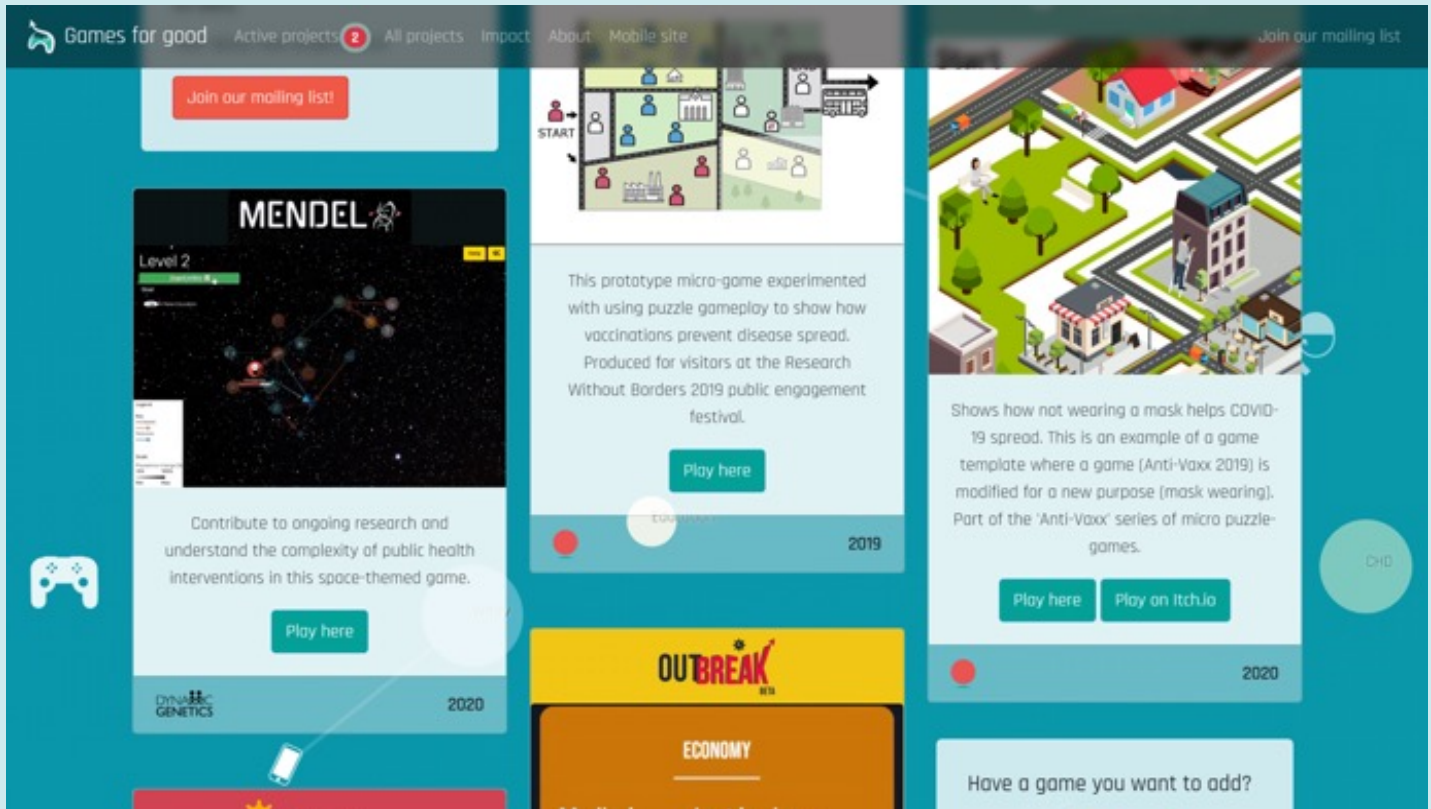 Games for good
Active projects 2
All projects
Impact
About
Mobile site
Join our mailing list
Join our mailing list!
MENDEL
Level 2
Contribute to ongoing research and
understand the complexity of public health
interventions in this space-themed game.
Play here
DYNAMIC
GENETICS
2020
START
This prototype micro-game experimented
with using puzzle gameplay to show how
vaccinations prevent disease spread.
Produced for visitors at the Research
Without Borders 2019 public engagement
festival.
Play here
2019
OUTBREAK
BETA
ECONOMY
Start
Shows how not wearing a mask helps COVID-
19 spread. This is an example of a game
template where a game (Anti-Vaxx 2019) is
modified for a new purpose (mask wearing).
Part of the 'Anti-Vaxx' series of micro puzzle-
games.
Play here
Play on Itch.io
2020
CHD
Have a game you want to add?